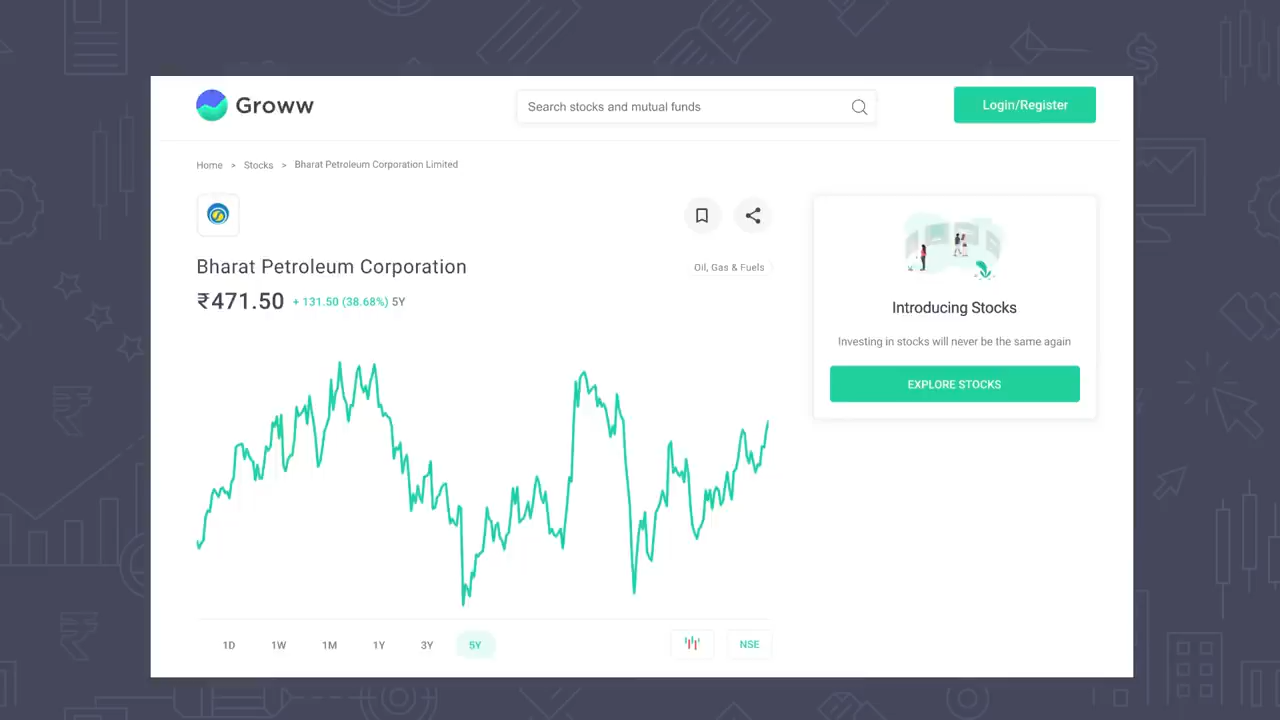 Groww
Search stocks and mutual funds
Login/Register
Home > Stocks > Bharat Petroleum Corporation Limited
Bharat Petroleum Corporation
Oil, Gas & Fuels
₹471.50 + 131.50 (38.68%) 5Y
Introducing Stocks
Investing in stocks will never be the same again
EXPLORE STOCKS
1D 1W 1M 1Y 3Y 5Y NSE